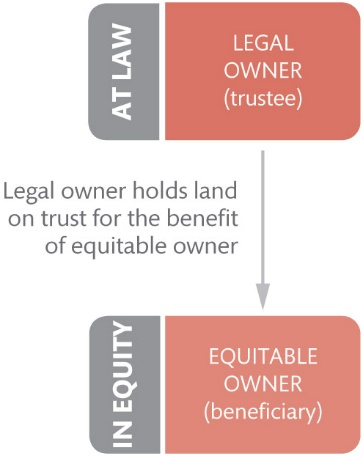 AT LAW
LEGAL
OWNER
(trustee)
Legal owner holds land
on trust for the benefit
of equitable owner
IN EQUITY
EQUITABLE
OWNER
(beneficiary)